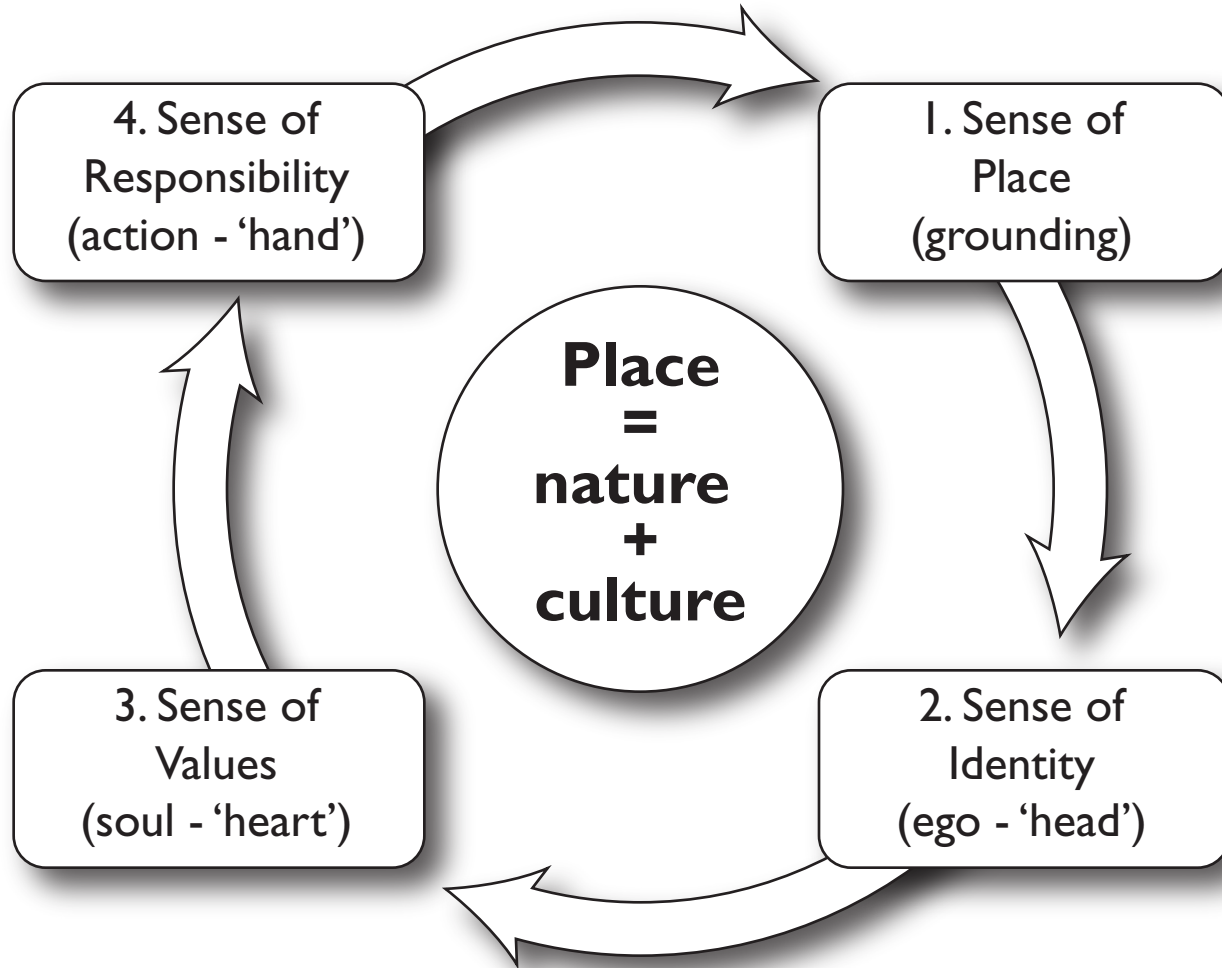 4. Sense of
Responsibility
(action - ‘hand’)
1. Sense of
Place
(grounding)
Place
=
nature
+
culture
3. Sense of
Values
(soul - ‘heart’)
2. Sense of
Identity
(ego - ‘head’)